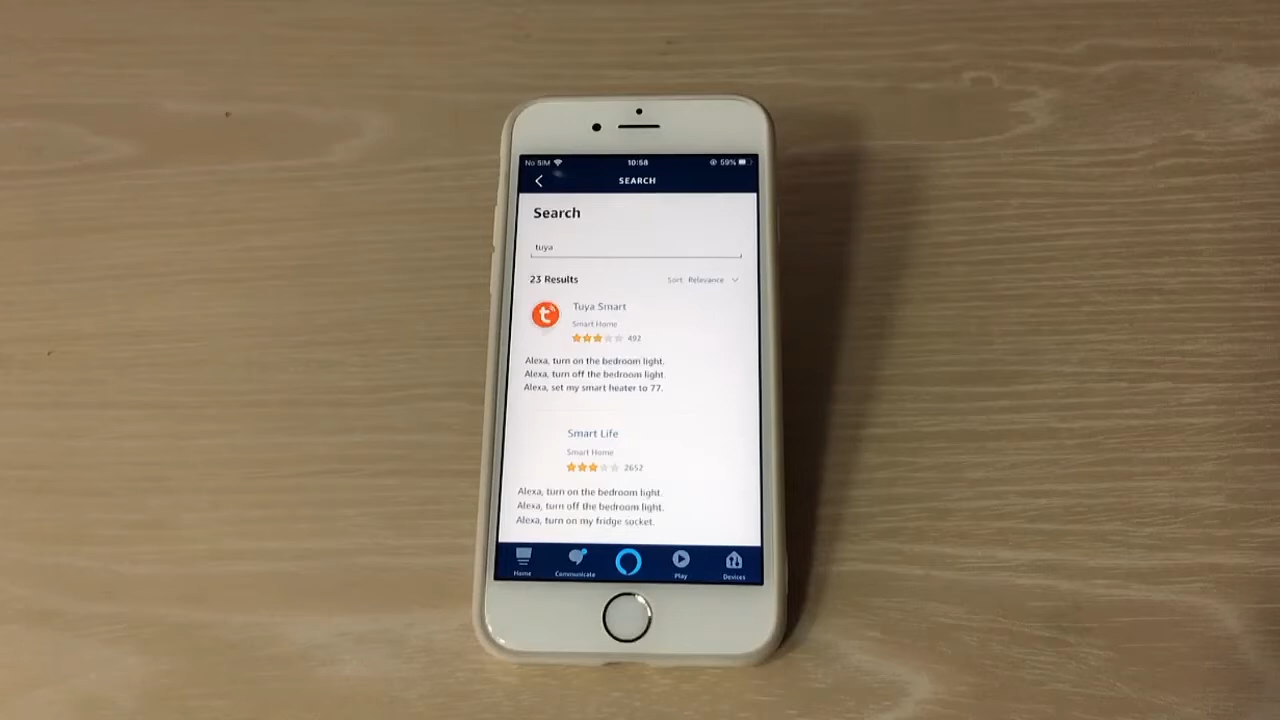 No SIM 10:58 59%
SEARCH
Search
tuya
23 Results Sort: Relevance
t
Tuya Smart
Smart Home
492
Alexa, turn on the bedroom light.
Alexa, turn off the bedroom light.
Alexa, set my smart heater to 77.
Smart Life
Smart Home
2652
Alexa, turn on the bedroom light.
Alexa, turn off the bedroom light.
Alexa, turn on my fridge socket.
Home Communicate Play Devices